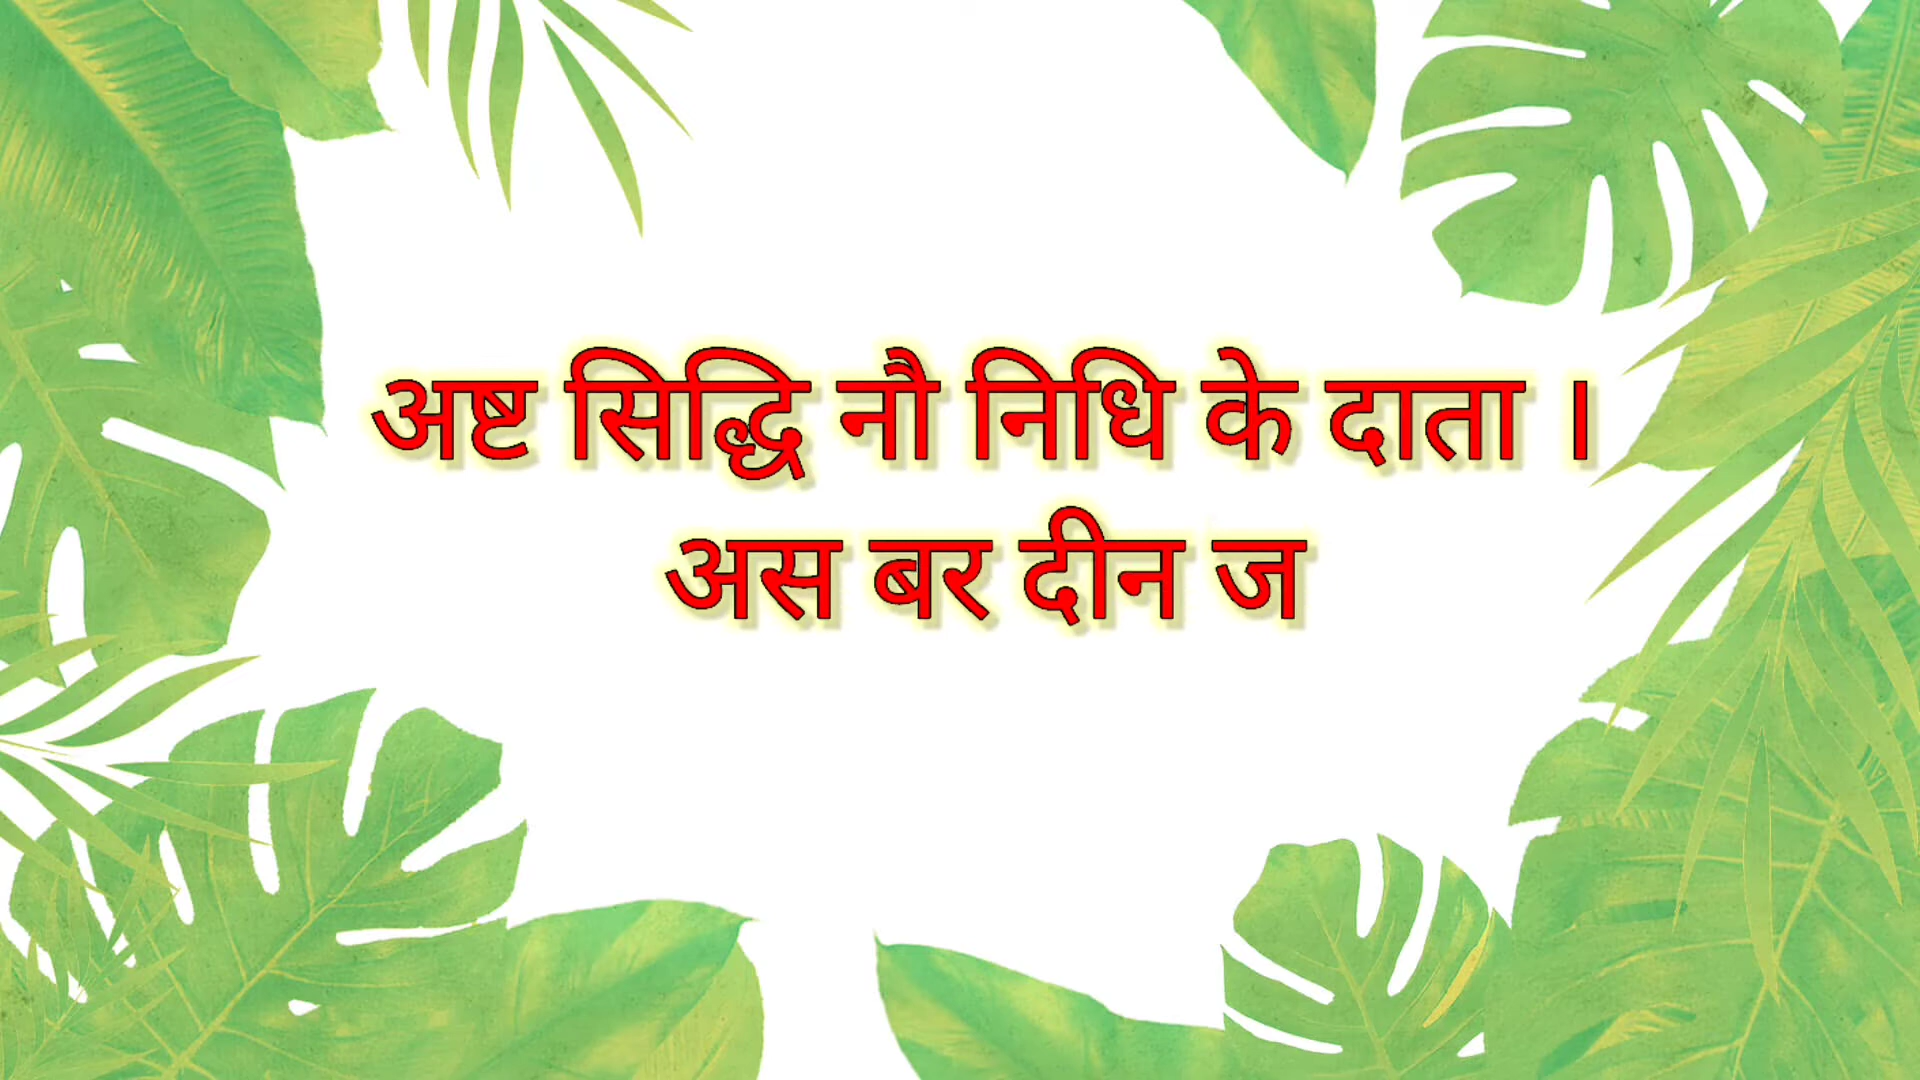 अष्ट सिद्धि नौ निधि के दाता ।
अस बर दीन ज